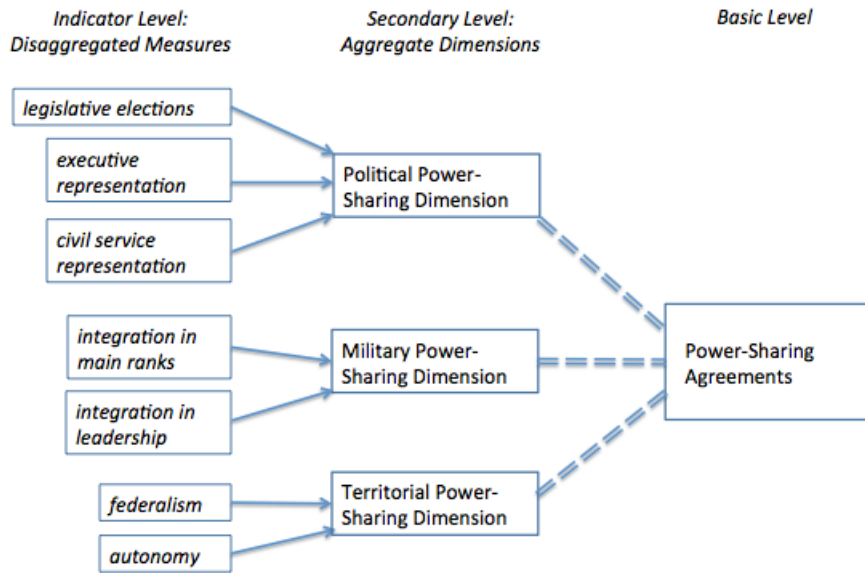 Indicator Level:
Disaggregated Measures
Secondary Level:
Aggregate Dimensions
Basic Level
legislative elections
executive
representation
civil service
representation
Political Power-
Sharing Dimension
integration in
main ranks
integration in
leadership
Military Power-
Sharing Dimension
Power-Sharing
Agreements
federalism
autonomy
Territorial Power-
Sharing Dimension